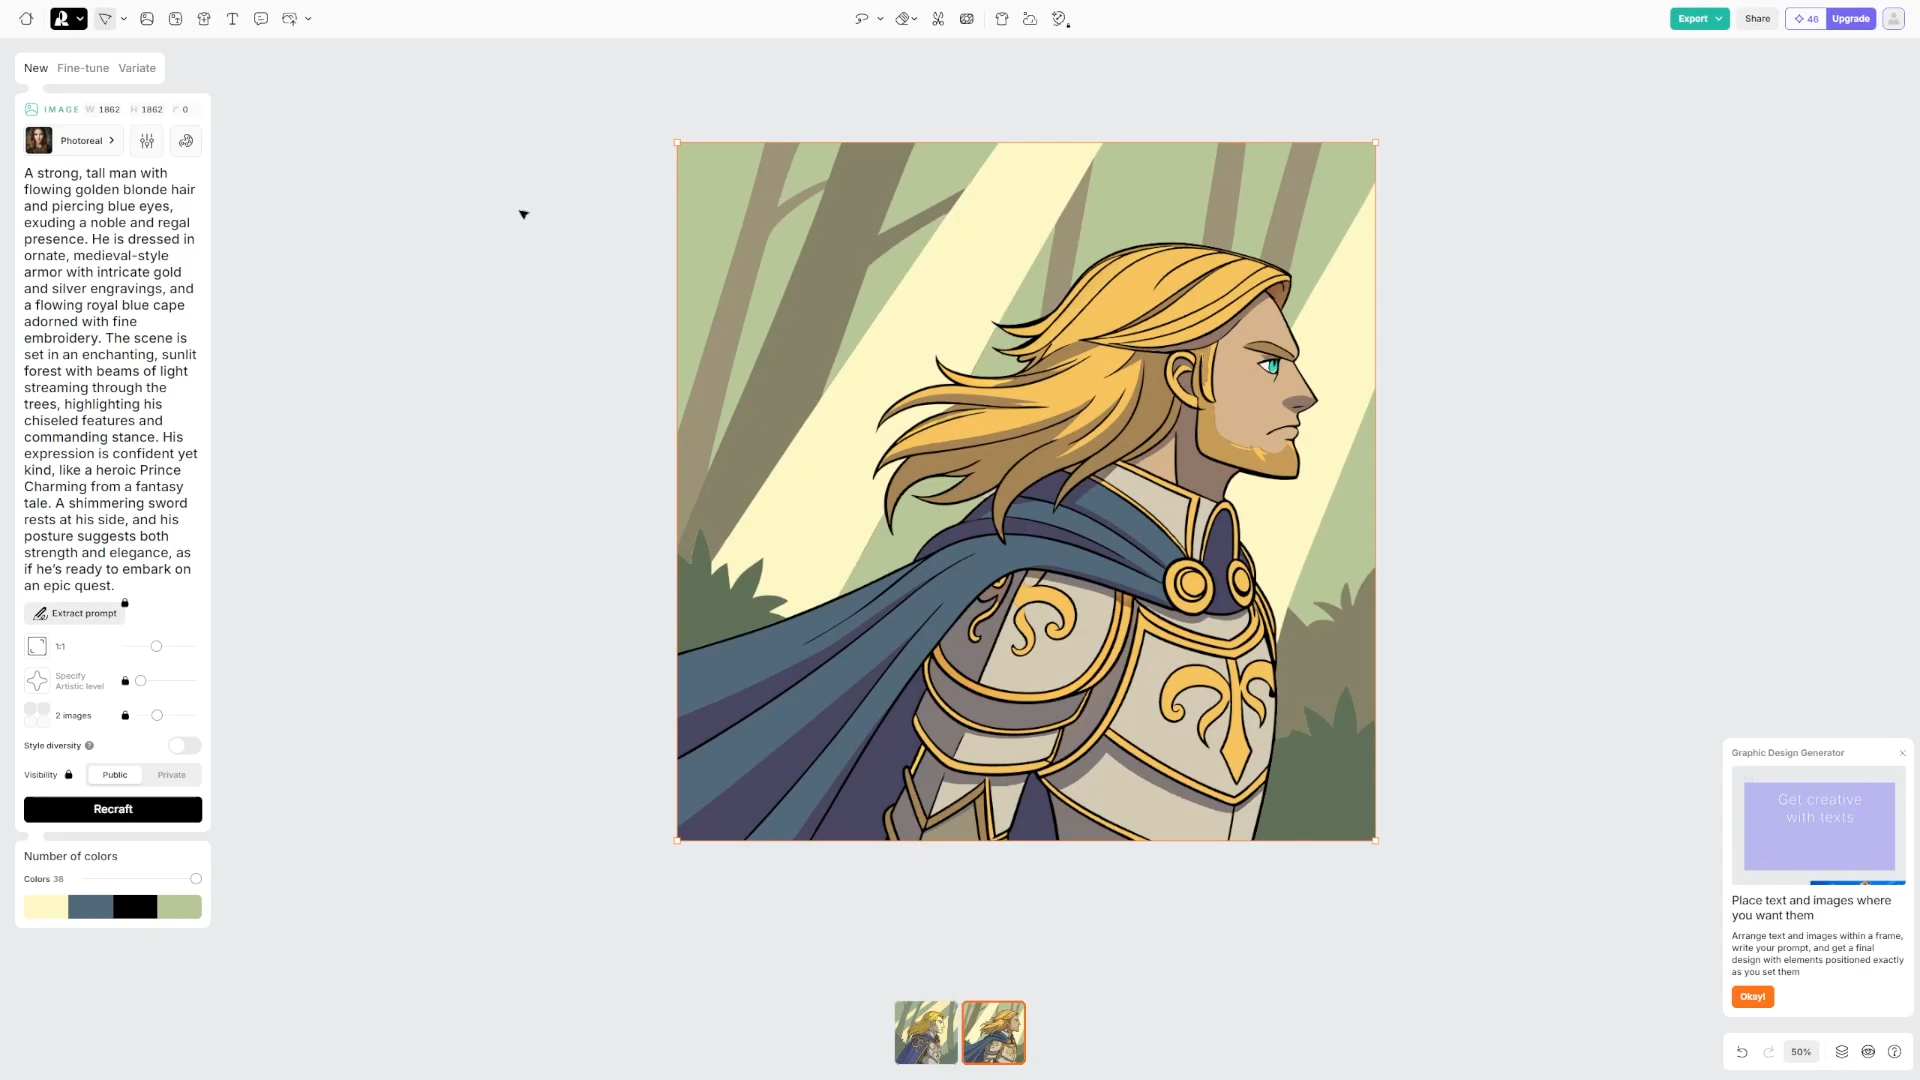 Export
Share
46
Upgrade
New
Fine-tune
Variate
IMAGE
W 1862
H 1862
0
Photoreal
A strong, tall man with
flowing golden blonde hair
and piercing blue eyes,
exuding a noble and regal
presence. He is dressed in
ornate, medieval-style
armor with intricate gold
and silver engravings, and
a flowing royal blue cape
adorned with fine
embroidery. The scene is
set in an enchanting, sunlit
forest with beams of light
streaming through the
trees, highlighting his
chiseled features and
commanding stance. His
expression is confident yet
kind, like a heroic Prince
Charming from a fantasy
tale. A shimmering sword
rests at his side, and his
posture suggests both
strength and elegance, as
if he's ready to embark on
an epic quest.
Extract prompt
1:1
Specify
Artistic level
2 images
Style diversity
Visibility
Public
Private
Recraft
Number of colors
Colors 38
Graphic Design Generator
Get creative
with texts
Place text and images where
you want them
Arrange text and images within a frame,
write your prompt, and get a final
design with elements positioned exactly
as you set them
Okay!
50%